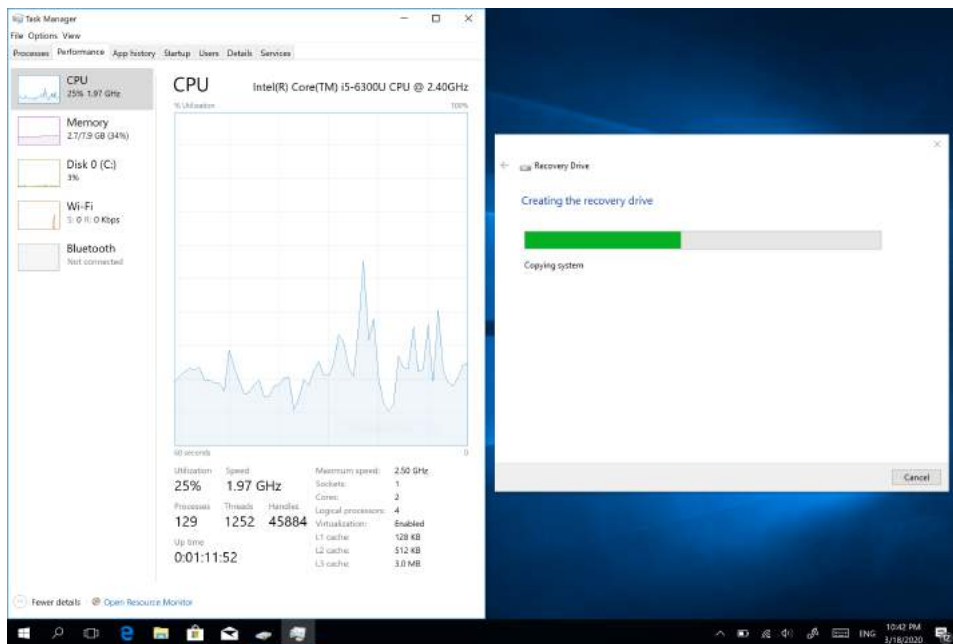 Task Manager
File Options View
Processes Performance App history Startup Users Details Services
CPU
25% 1.97 GHz
Memory
2.7/7.9 GB (34%)
Disk 0 (C:)
3%
Wi-Fi
S: 0 R: 0 Kbps
Bluetooth
Not connected
CPU Intel(R) Core(TM) i5-6300U CPU @ 2.40GHz
% Utilization 100%
60 seconds 0
Utilization Speed Maximum speed: 2.50 GHz
25% 1.97 GHz Sockets: 1
Cores: 2
Processes Threads Handles Logical processors: 4
129 1252 45884 Virtualization: Enabled
Up time L1 cache: 128 KB
0:01:11:52 L2 cache: 512 KB
L3 cache: 3.0 MB
Fewer details Open Resource Monitor
Recovery Drive
Creating the recovery drive
Copying system
Cancel
ENG
10:42 PM
3/18/2020